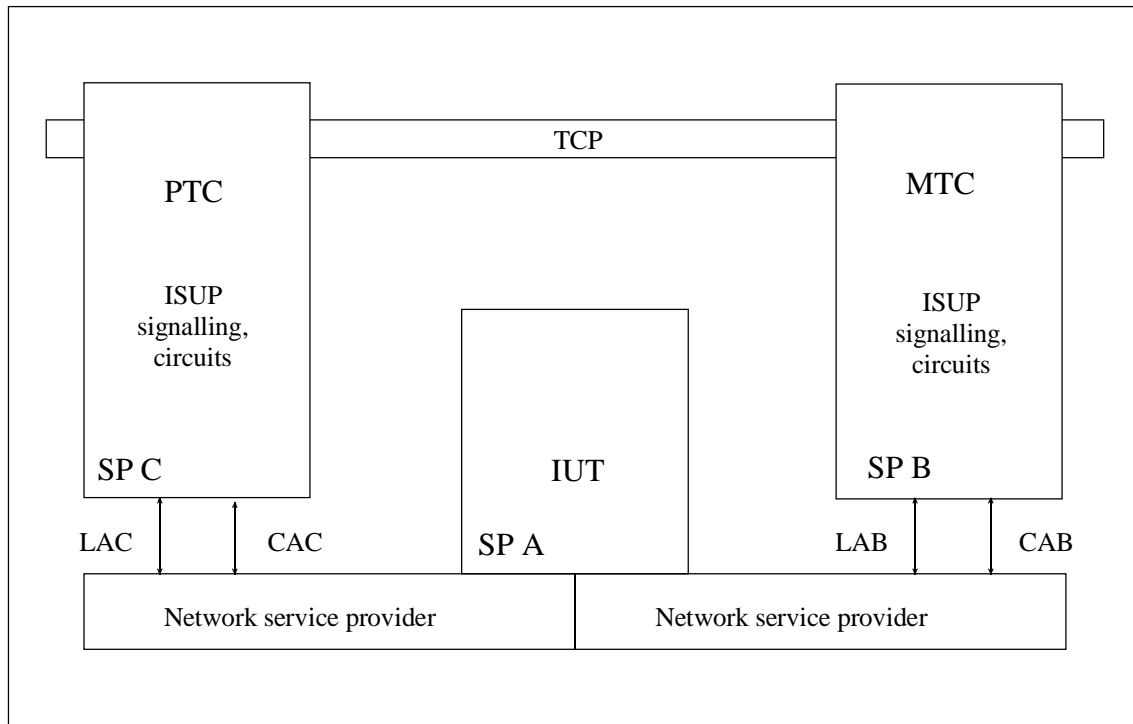 TCP
PTC
MTC
ISUP
signalling,
circuits
ISUP
signalling,
circuits
SP C
IUT
SP B
SP A
LAC
CAC
LAB
CAB
Network service provider
Network service provider